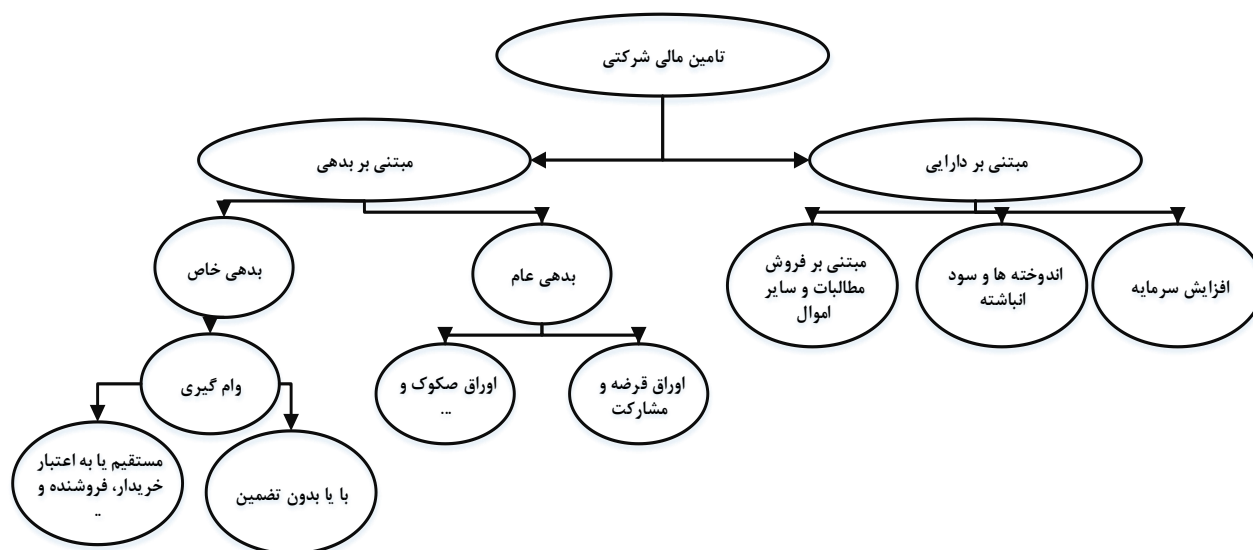 تامین مالی شرکتی
مبتنی بر دارایی
مبتنی بر بدهی
افزایش سرمایه
اندوخته ها و سود
انباشته
مبتنی بر فروش
مطالبات و سایر
اموال
بدهی عام
بدهی خاص
اوراق قرضه و
مشارکت
اوراق صکوک و
...
وام گیری
با یا بدون تضمین
مستقیم یا به اعتبار
خریدار، فروشنده و
..